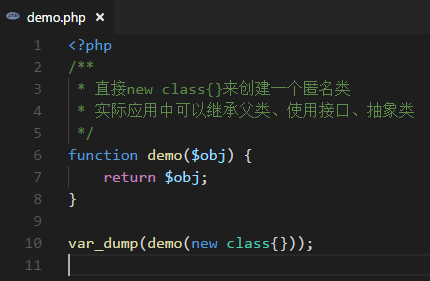 demo.php ×
1 <?php
2 /**
3  * 直接new class{}来创建一个匿名类
4  * 实际应用中可以继承父类、使用接口、抽象类
5  */
6 function demo($obj) {
7     return $obj;
8 }
9
10 var_dump(demo(new class{}));
11